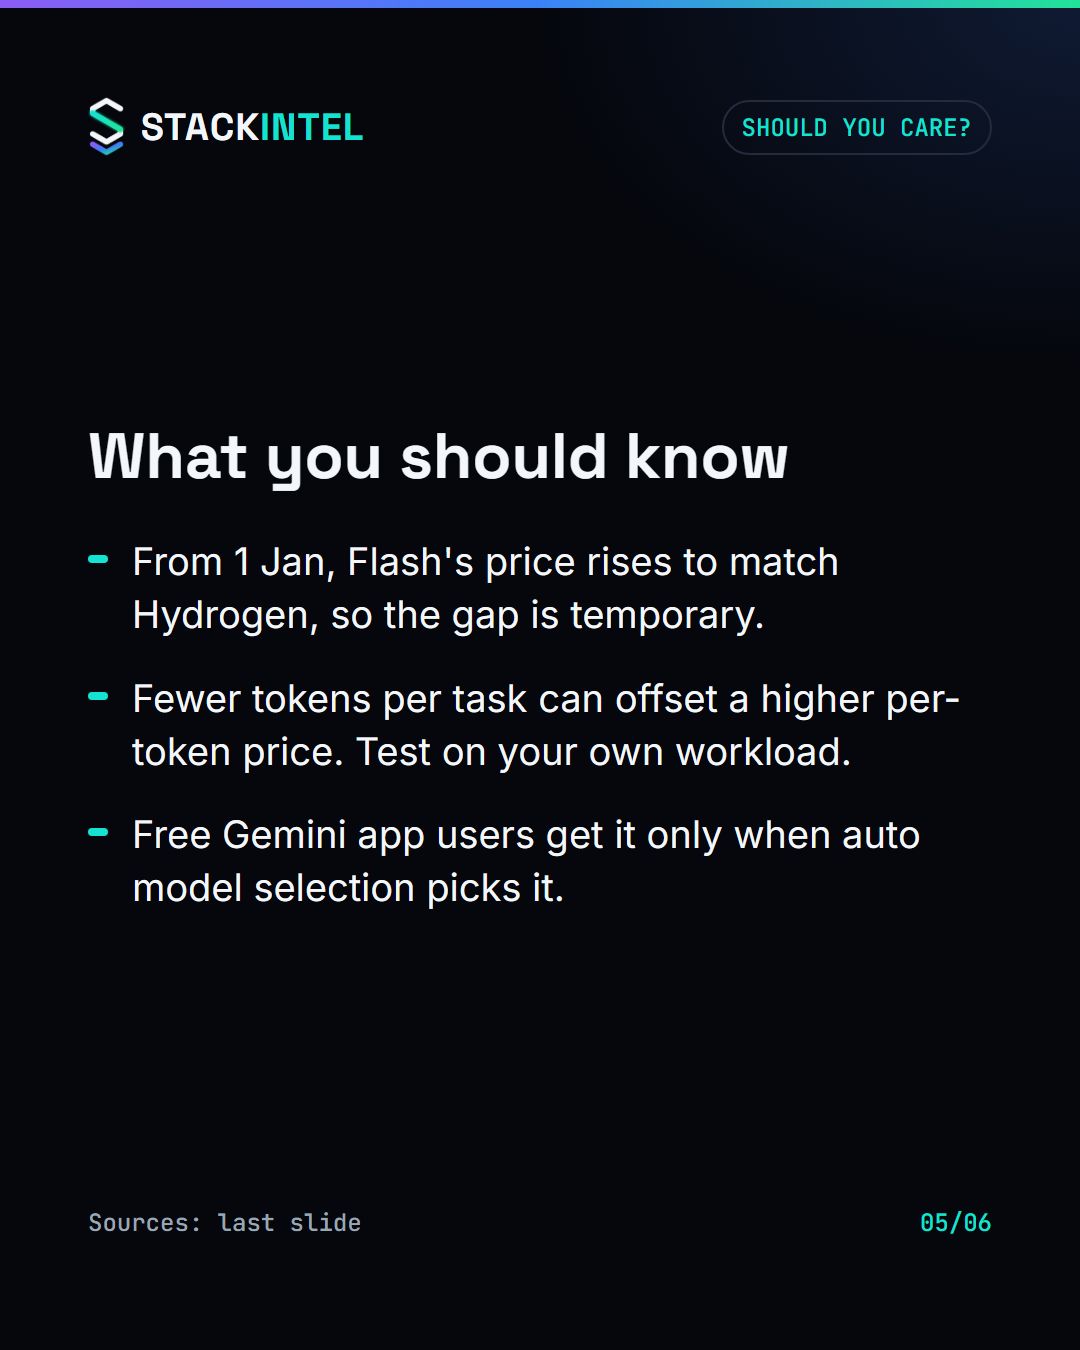 STACKINTEL
SHOULD YOU CARE?
What you should know
From 1 Jan, Flash's price rises to match
Hydrogen, so the gap is temporary.
Fewer tokens per task can offset a higher per-
token price. Test on your own workload.
Free Gemini app users get it only when auto
model selection picks it.
Sources: last slide
05/06